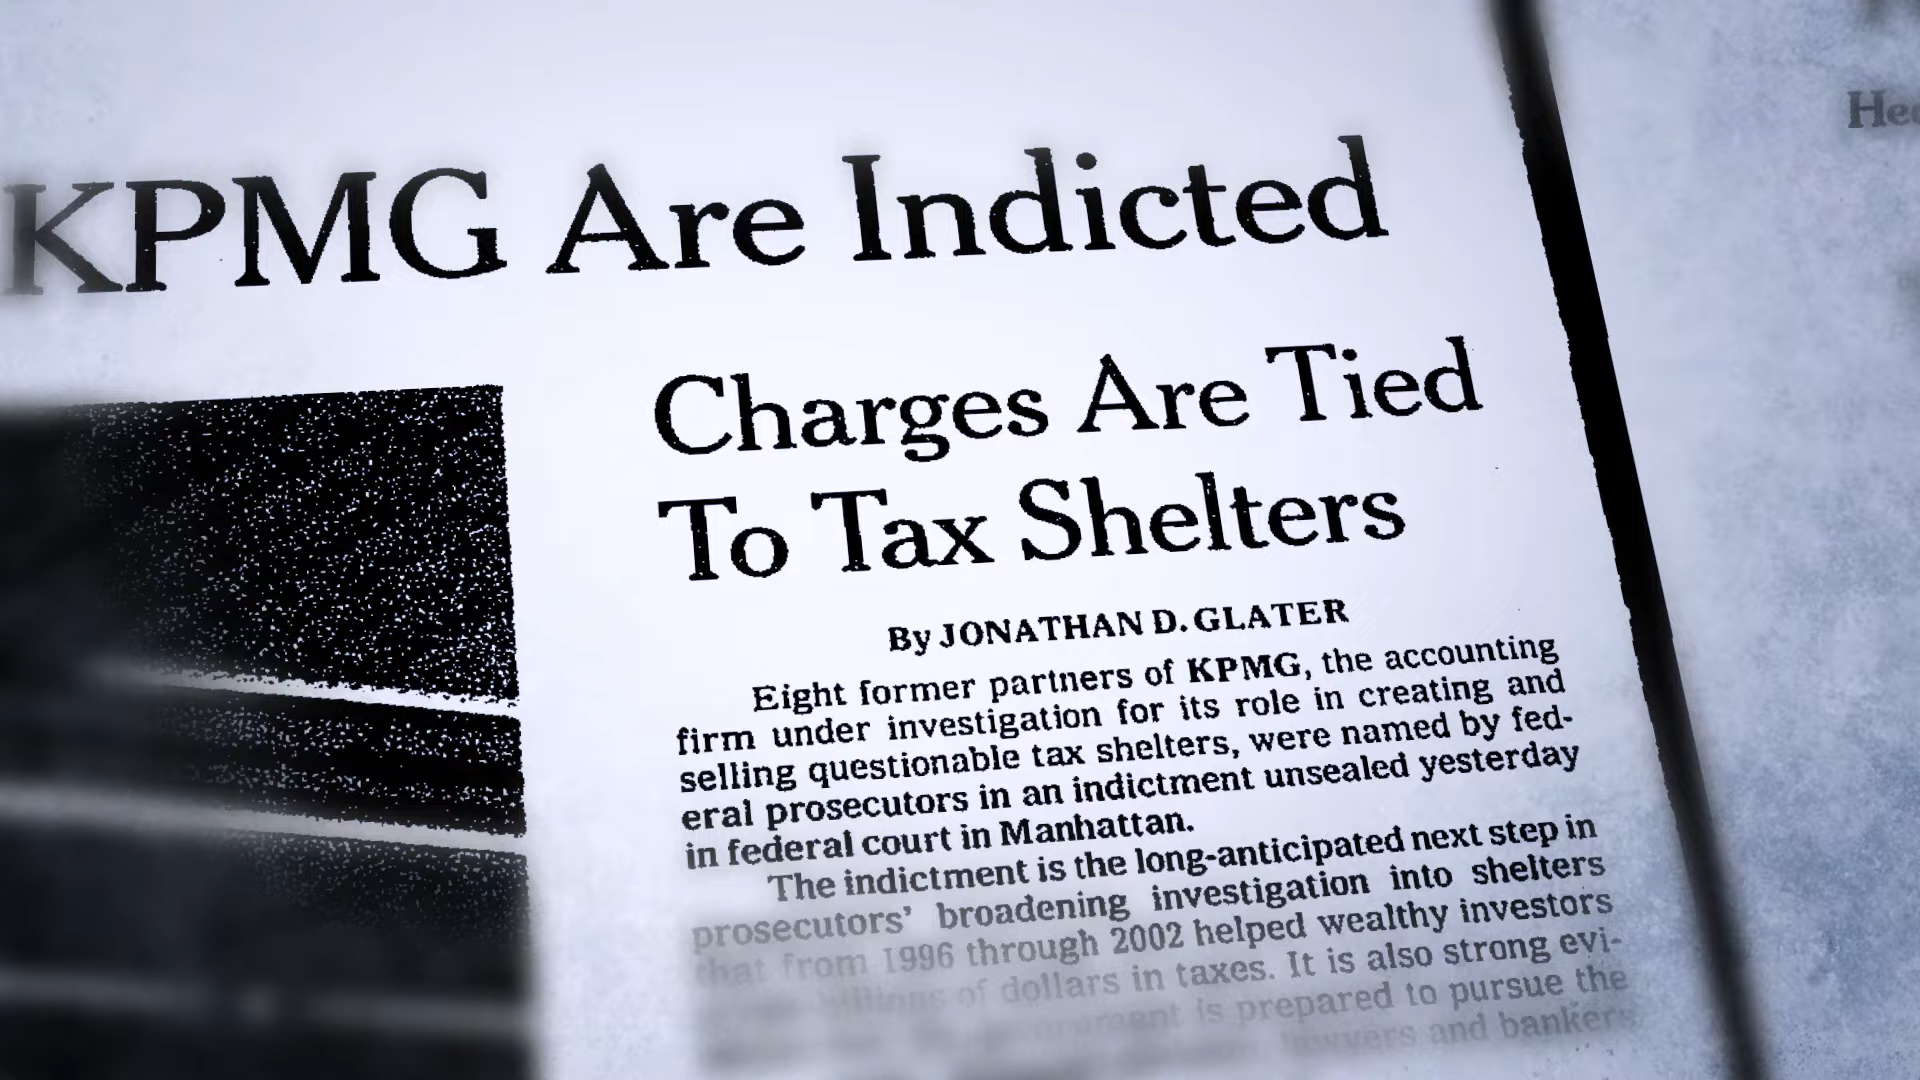 KPMG Are Indicted
Charges Are Tied
To Tax Shelters
By JONATHAN D. GLATER
Eight former partners of KPMG, the accounting
firm under investigation for its role in creating and
selling questionable tax shelters, were named by fed-
eral prosecutors in an indictment unsealed yesterday
in federal court in Manhattan.
The indictment is the long-anticipated next step in
prosecutors' broadening investigation into shelters
that from 1996 through 2002 helped wealthy investors
billions of dollars in taxes. It is also strong evi-
is prepared to pursue the
lawyers and bankers